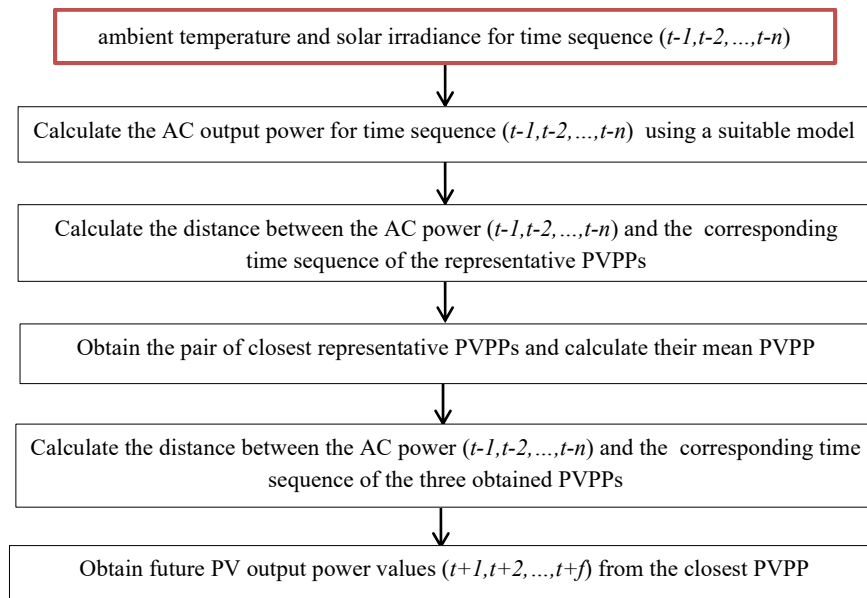 ambient temperature and solar irradiance for time sequence (t-1,t-2,…,t-n)
Calculate the AC output power for time sequence (t-1,t-2,…,t-n) using a suitable model
Calculate the distance between the AC power (t-1,t-2,…,t-n) and the corresponding
time sequence of the representative PVPPs
Obtain the pair of closest representative PVPPs and calculate their mean PVPP
Calculate the distance between the AC power (t-1,t-2,…,t-n) and the corresponding time
sequence of the three obtained PVPPs
Obtain future PV output power values (t+1,t+2,…,t+f) from the closest PVPP